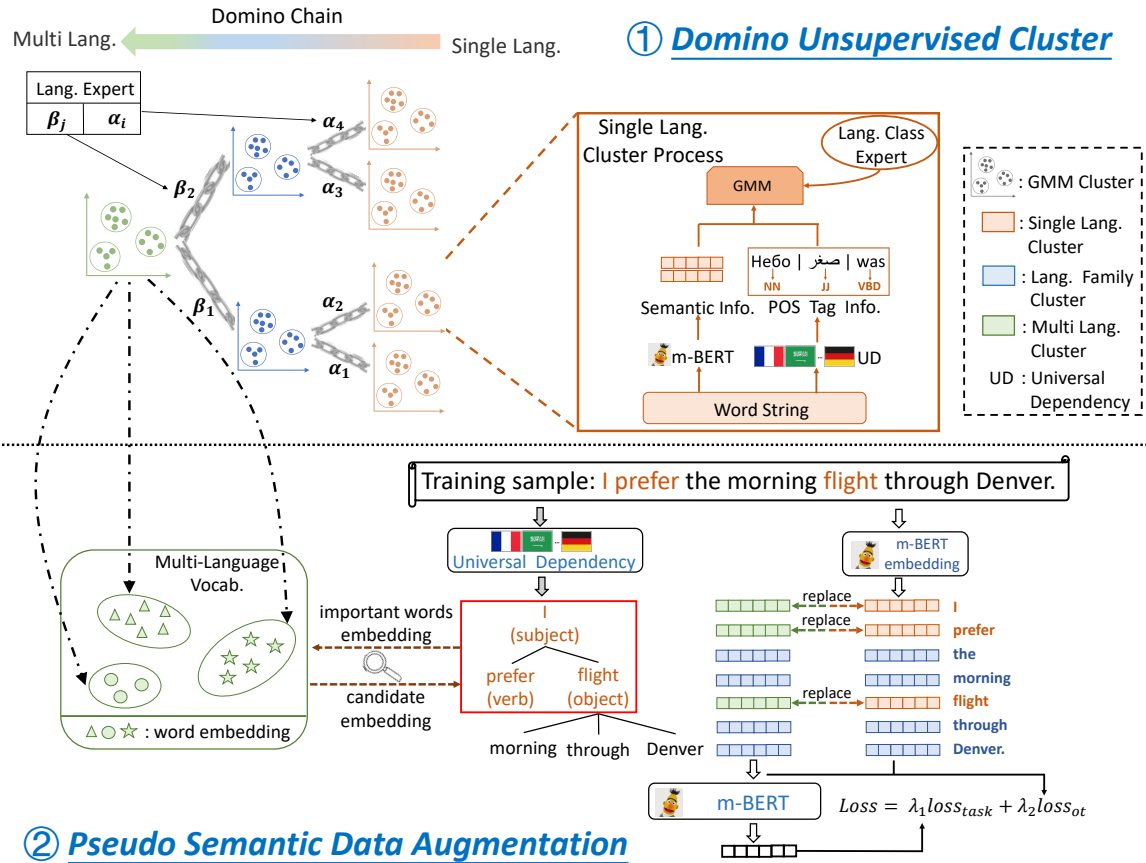 Domino Chain
Multi Lang.
Single Lang.
① Domino Unsupervised Cluster
Lang. Expert
β_j α_i
α_4
α_3
β_2
β_1
α_2
α_1
Single Lang.
Cluster Process
Lang. Class
Expert
GMM
Небо | صغر | was
NN JJ VBD
Semantic Info.
POS Tag Info.
m-BERT
UD
Word String
: GMM Cluster
: Single Lang.
Cluster
: Lang. Family
Cluster
: Multi Lang.
Cluster
UD : Universal
Dependency
Training sample: I prefer the morning flight through Denver.
Universal Dependency
m-BERT
embedding
Multi-Language
Vocab.
: word embedding
important words
embedding
candidate
embedding
I
(subject)
prefer
(verb)
flight
(object)
morning through Denver
replace
I
replace
prefer
the
morning
replace
flight
through
Denver.
m-BERT
Loss = λ_1loss_task + λ_2loss_ot
② Pseudo Semantic Data Augmentation